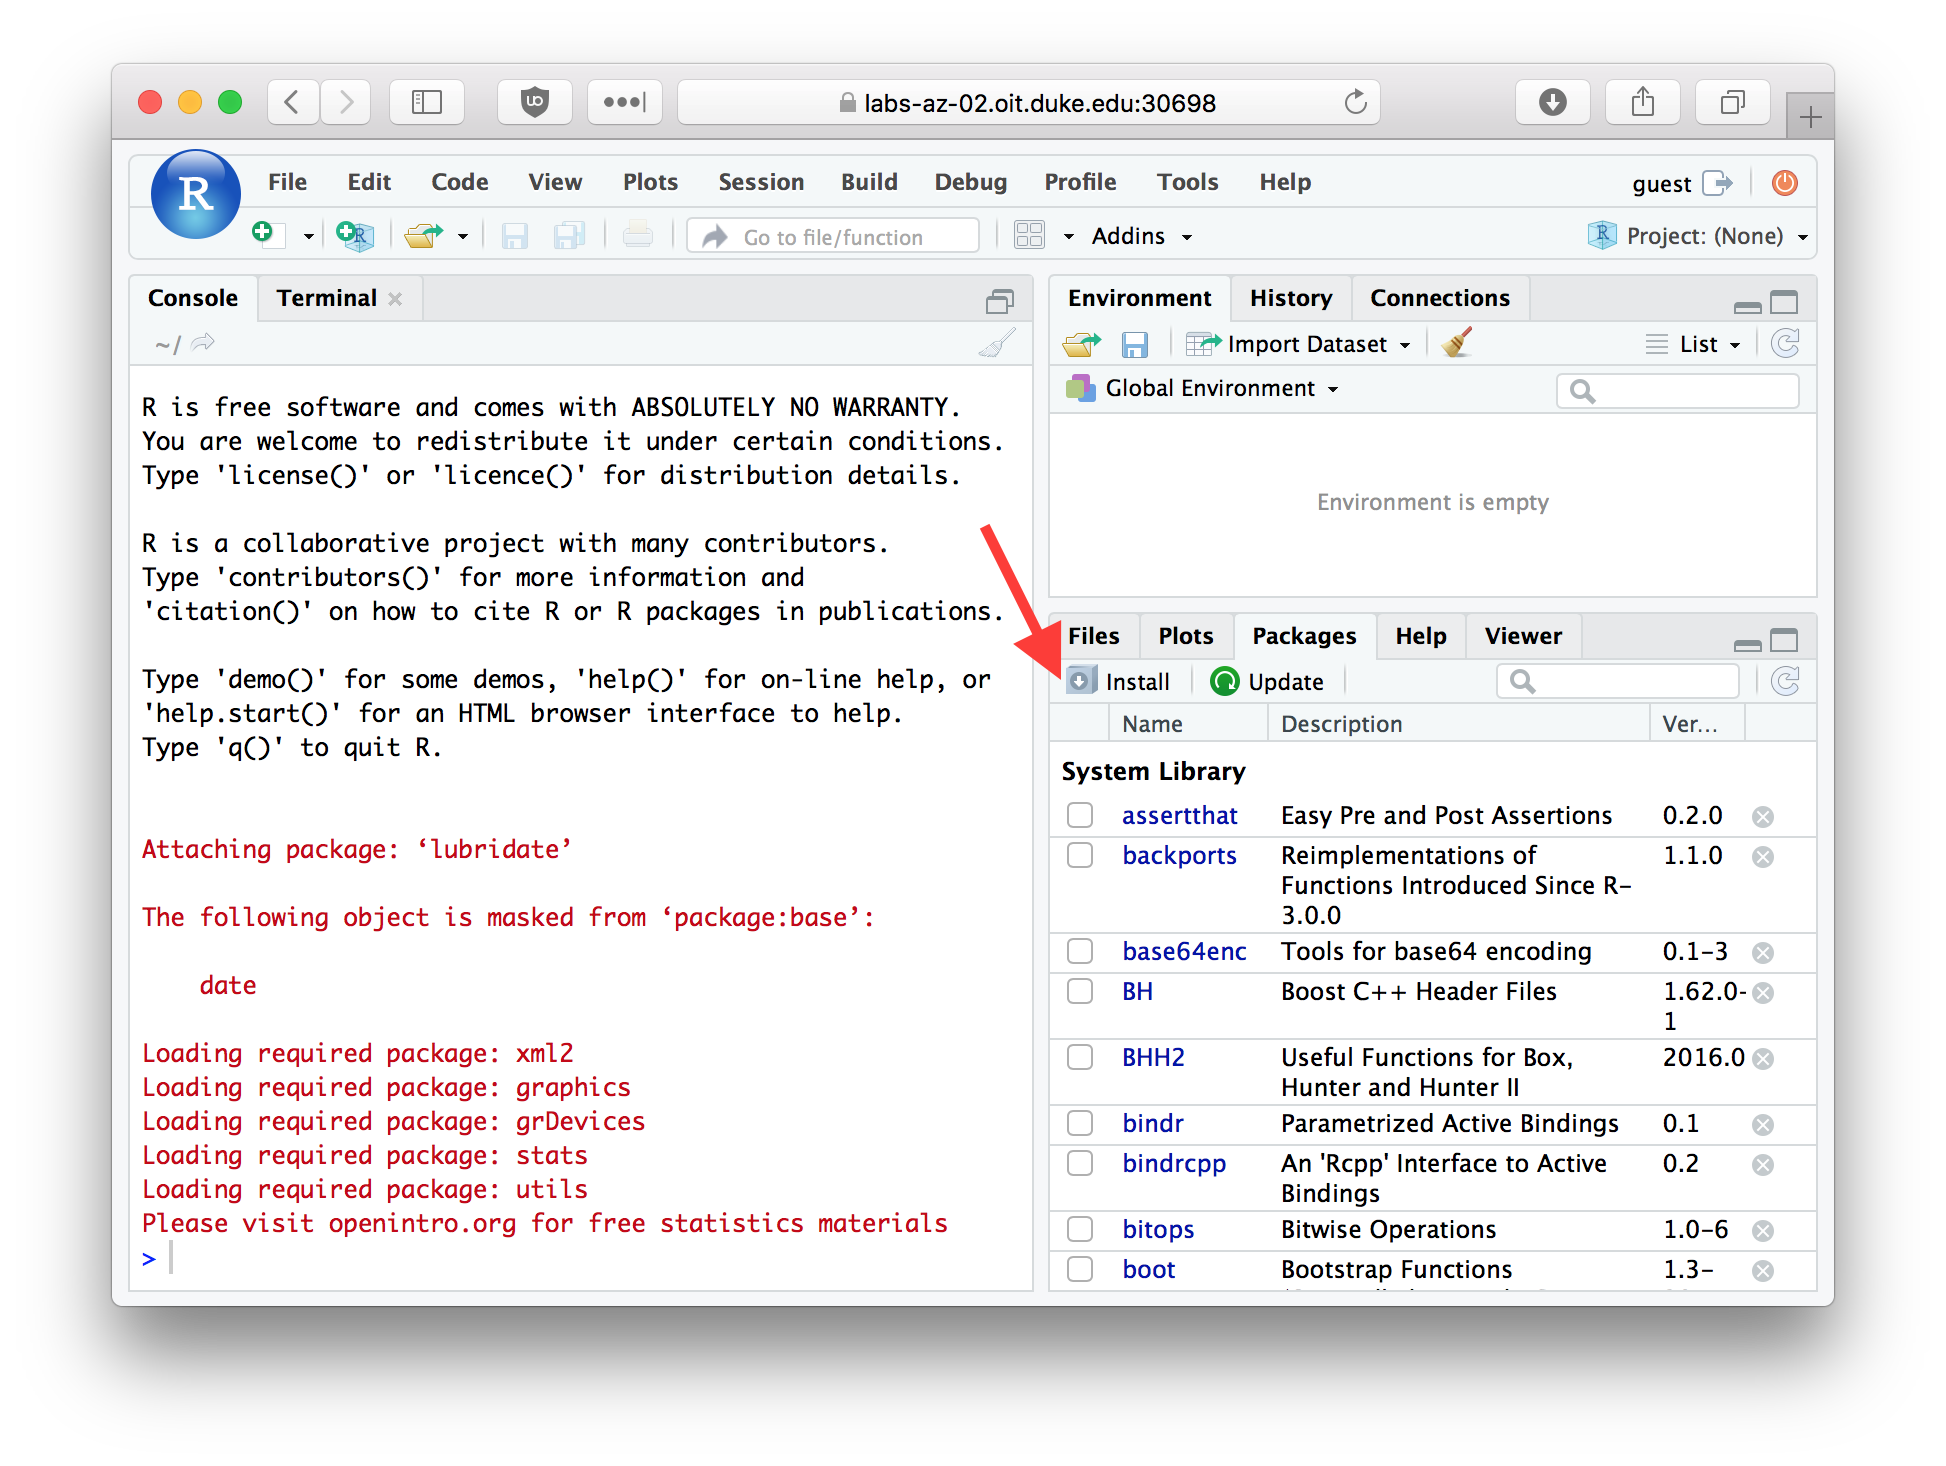 labs-az-02.oit.duke.edu:30698
R
File Edit Code View Plots Session Build Debug Profile Tools Help
guest
Go to file/function
Addins
Project: (None)
Console Terminal
~/
R is free software and comes with ABSOLUTELY NO WARRANTY.
You are welcome to redistribute it under certain conditions.
Type 'license()' or 'licence()' for distribution details.
R is a collaborative project with many contributors.
Type 'contributors()' for more information and
'citation()' on how to cite R or R packages in publications.
Type 'demo()' for some demos, 'help()' for on-line help, or
'help.start()' for an HTML browser interface to help.
Type 'q()' to quit R.
Attaching package: ‘lubridate’
The following object is masked from ‘package:base’:
date
Loading required package: xml2
Loading required package: graphics
Loading required package: grDevices
Loading required package: stats
Loading required package: utils
Please visit openintro.org for free statistics materials
>
Environment History Connections
Import Dataset
List
Global Environment
Environment is empty
Files Plots Packages Help Viewer
Install Update
Name Description Ver...
System Library
assertthat Easy Pre and Post Assertions 0.2.0
backports Reimplementations of 1.1.0
Functions Introduced Since R-
3.0.0
base64enc Tools for base64 encoding 0.1-3
BH Boost C++ Header Files 1.62.0-
1
BHH2 Useful Functions for Box, 2016.0
Hunter and Hunter II
bindr Parametrized Active Bindings 0.1
bindrcpp An 'Rcpp' Interface to Active 0.2
Bindings
bitops Bitwise Operations 1.0-6
boot Bootstrap Functions 1.3-